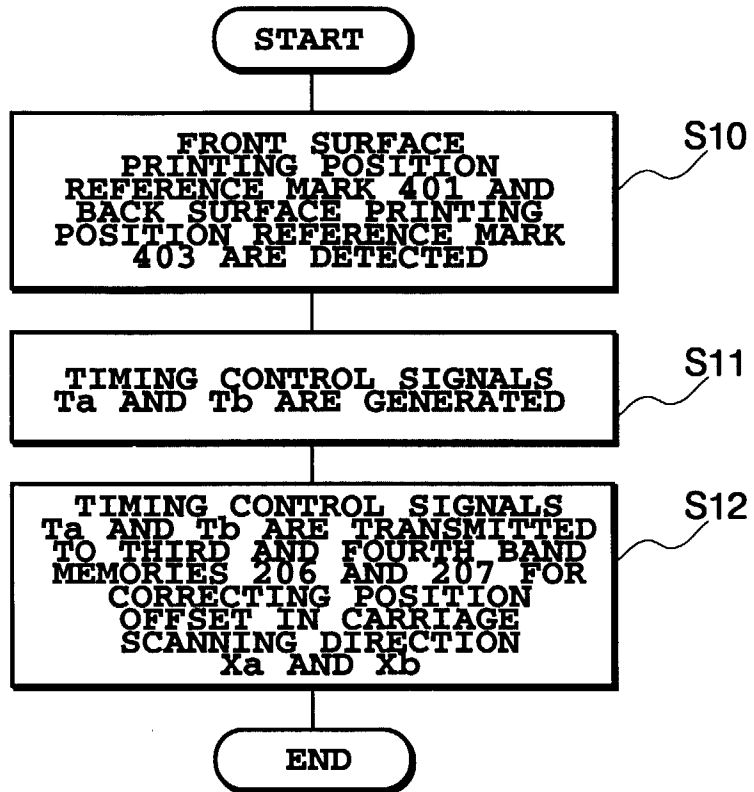 START
FRONT SURFACE
PRINTING POSITION
REFERENCE MARK 401 AND
BACK SURFACE PRINTING
POSITION REFERENCE MARK
403 ARE DETECTED
S10
TIMING CONTROL SIGNALS
Ta AND Tb ARE GENERATED
S11
TIMING CONTROL SIGNALS
Ta AND Tb ARE TRANSMITTED
TO THIRD AND FOURTH BAND
MEMORIES 206 AND 207 FOR
CORRECTING POSITION
OFFSET IN CARRIAGE
SCANNING DIRECTION
Xa AND Xb
S12
END